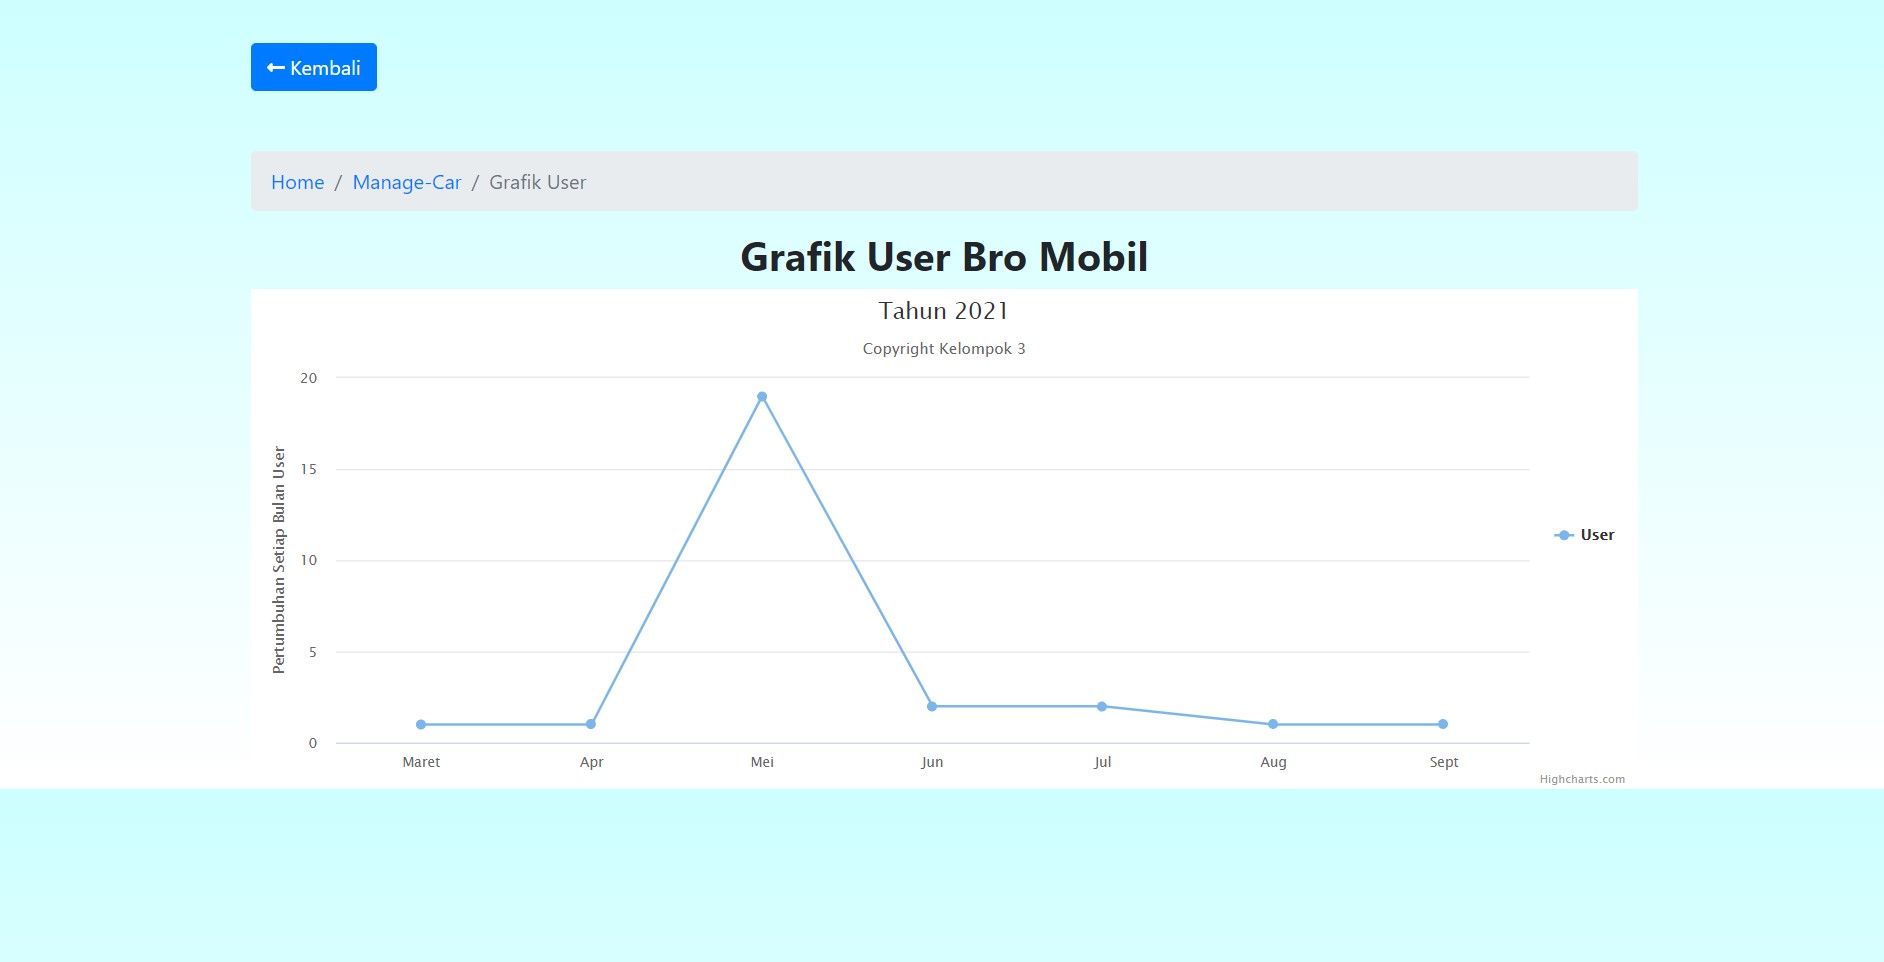 Kembali
Home / Manage-Car / Grafik User
Grafik User Bro Mobil
Tahun 2021
Copyright Kelompok 3
Pertumbuhan Setiap Bulan User
20
15
10
5
0
Maret Apr Mei Jun Jul Aug Sept
User
Highcharts.com